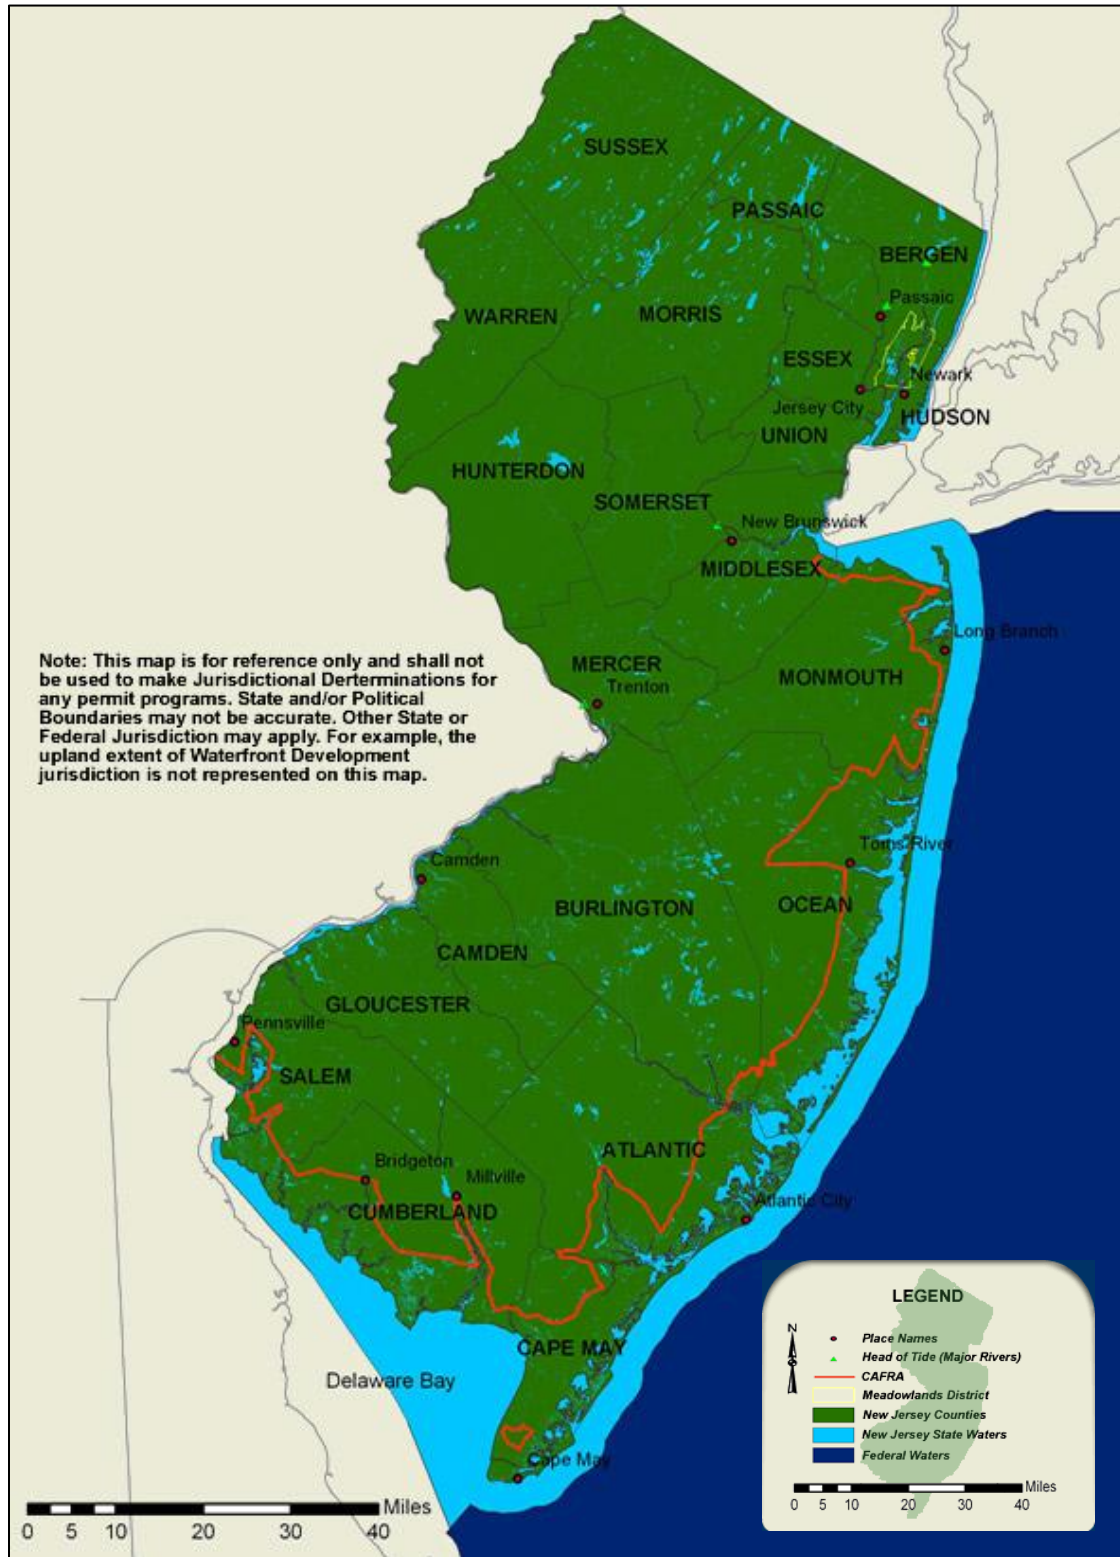 SUSSEX
PASSAIC
BERGEN
Passaic
WARREN
MORRIS
ESSEX
Newark
Jersey City
HUDSON
UNION
HUNTERDON
SOMERSET
New Brunswick
MIDDLESEX
Long Branch
Note: This map is for reference only and shall not
be used to make Jurisdictional Derterminations for
any permit programs. State and/or Political
Boundaries may not be accurate. Other State or
Federal Jurisdiction may apply. For example, the
upland extent of Waterfront Development
jurisdiction is not represented on this map.
MERCER
Trenton
MONMOUTH
Toms River
Camden
BURLINGTON
OCEAN
CAMDEN
GLOUCESTER
Pennsville
SALEM
ATLANTIC
Bridgeton
Millville
CUMBERLAND
Atlantic City
CAPE MAY
Delaware Bay
Cape May
Miles
0 5 10 20 30 40
LEGEND
N
Place Names
Head of Tide (Major Rivers)
CAFRA
Meadowlands District
New Jersey Counties
New Jersey State Waters
Federal Waters
Miles
0 5 10 20 30 40